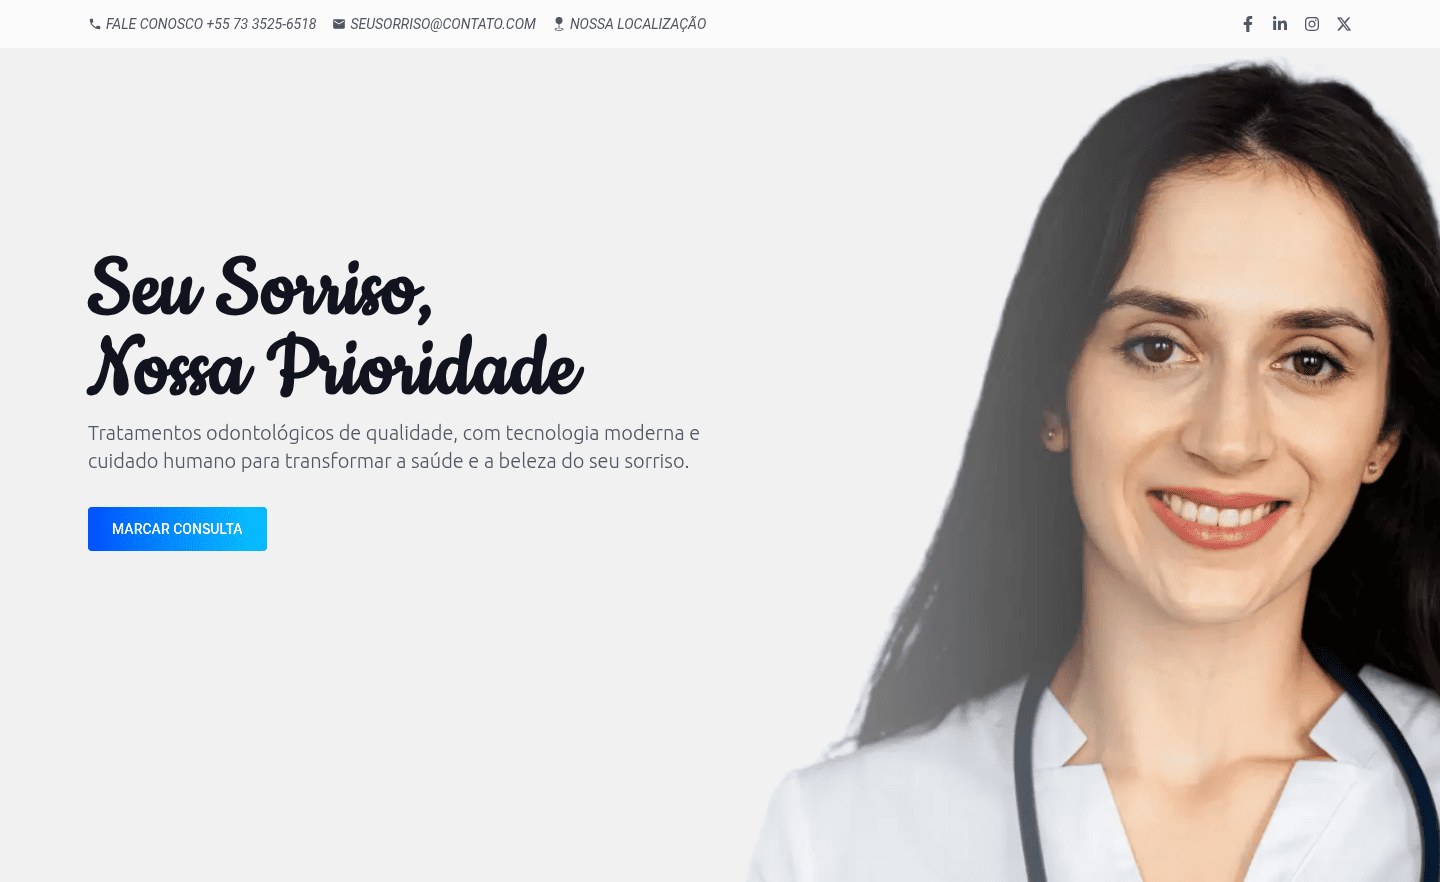 FALE CONOSCO +55 73 3525-6518 SEUSORRISO@CONTATO.COM NOSSA LOCALIZAÇÃO
Seu Sorriso,
Nossa Prioridade
Tratamentos odontológicos de qualidade, com tecnologia moderna e
cuidado humano para transformar a saúde e a beleza do seu sorriso.
MARCAR CONSULTA